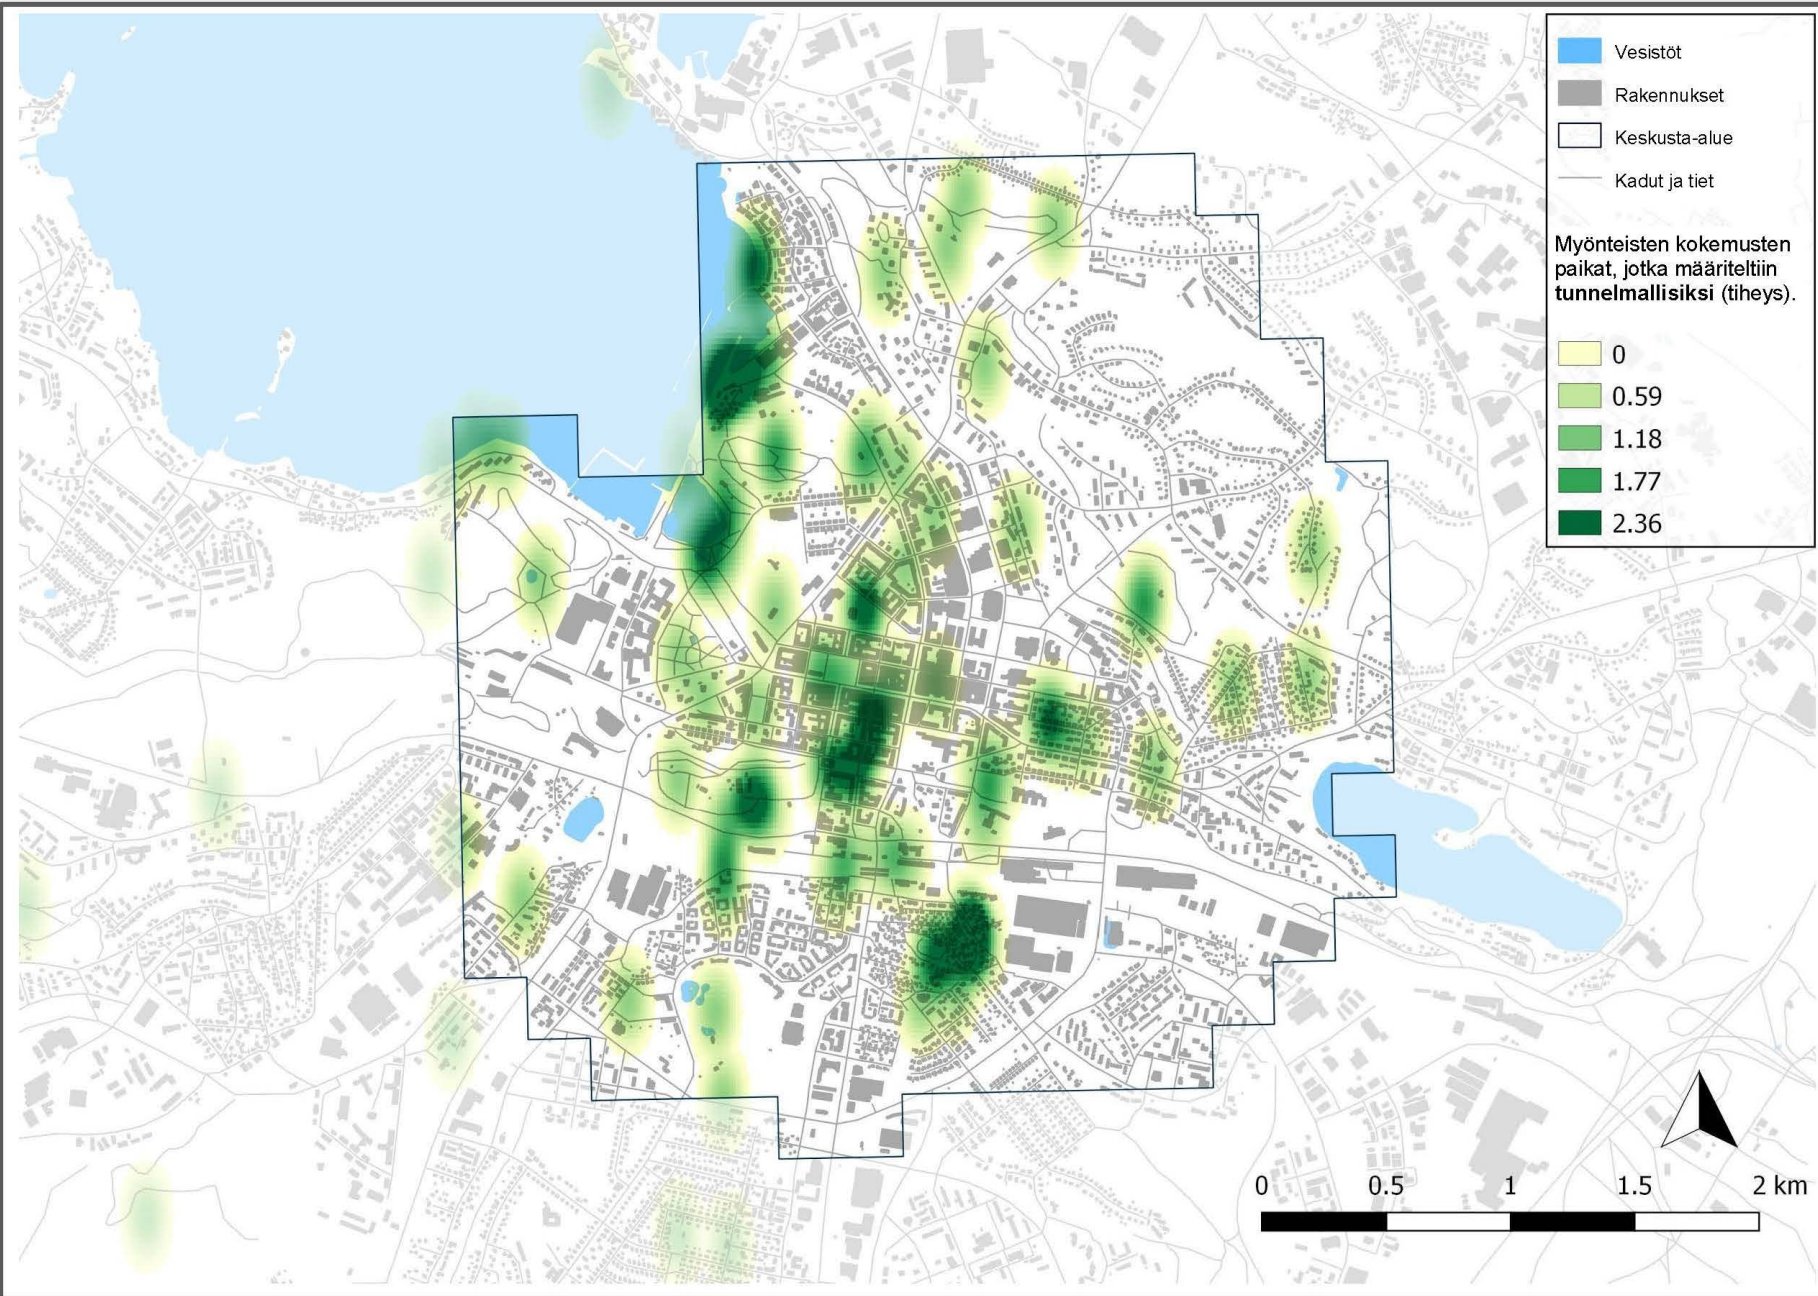 Vesistöt
Rakennukset
Keskusta-alue
Kadut ja tiet
Myönteisten kokemusten
paikat, jotka määriteltiin
tunnelmallisiksi (tiheys).
0
0.59
1.18
1.77
2.36
0 0.5 1 1.5 2 km